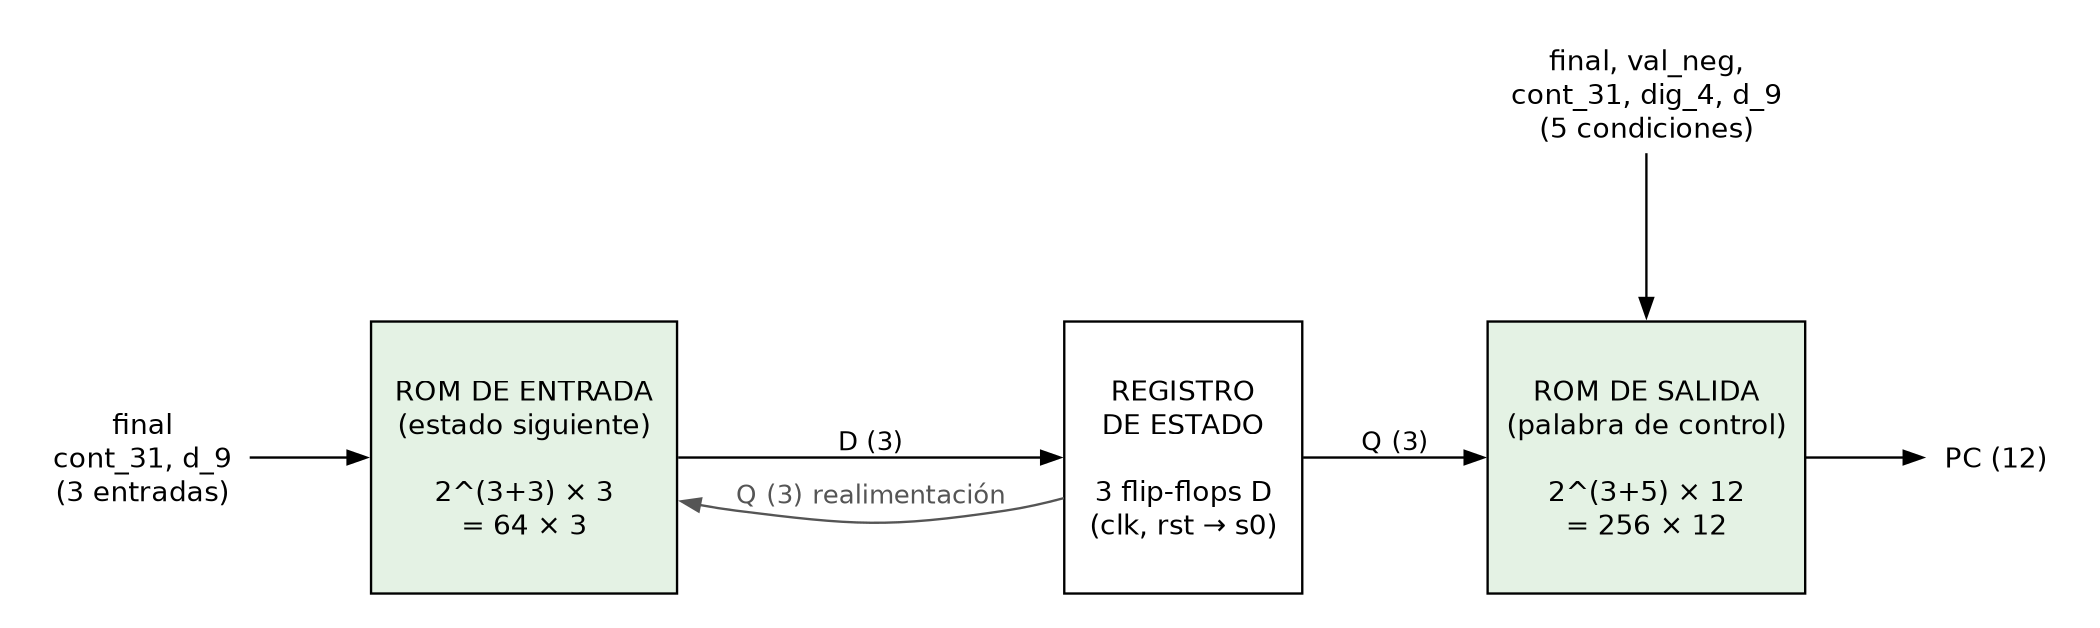 final, val_neg,
cont_31, dig_4, d_9
(5 condiciones)
final
cont_31, d_9
(3 entradas)
ROM DE ENTRADA
(estado siguiente)
2^(3+3) × 3
= 64 × 3
D (3)
Q (3) realimentación
REGISTRO
DE ESTADO
3 flip-flops D
(clk, rst → s0)
Q (3)
ROM DE SALIDA
(palabra de control)
2^(3+5) × 12
= 256 × 12
PC (12)